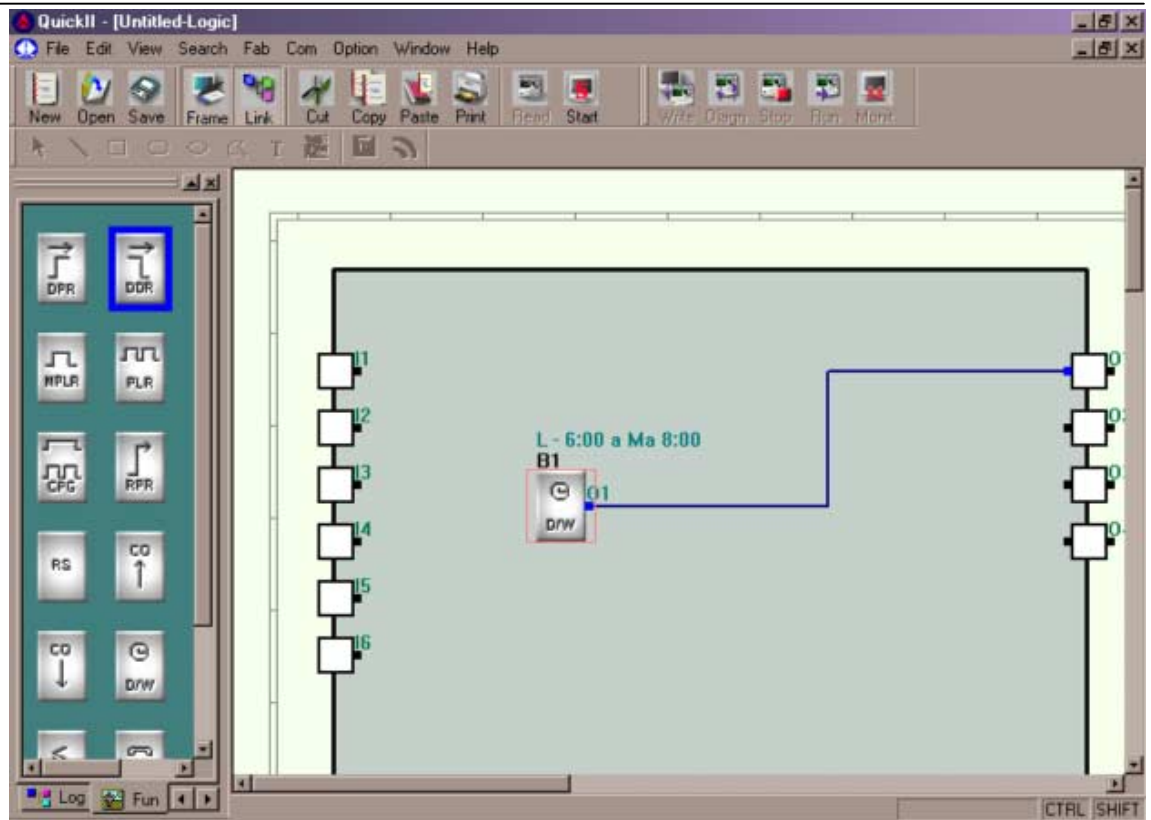 QuickII - [Untitled-Logic]
File Edit View Search Fab Com Option Window Help
New Open Save Frame Link Cut Copy Paste Print Read Start Write Diagn Stop Run Monit
T
DPR DDR
MPLR PLR
CPG RPR
RS CO
CO D/W
I1
I2
I3
I4
I5
I6
L - 6:00 a Ma 8:00
B1
O1
D/W
Log Fun
CTRL SHIFT